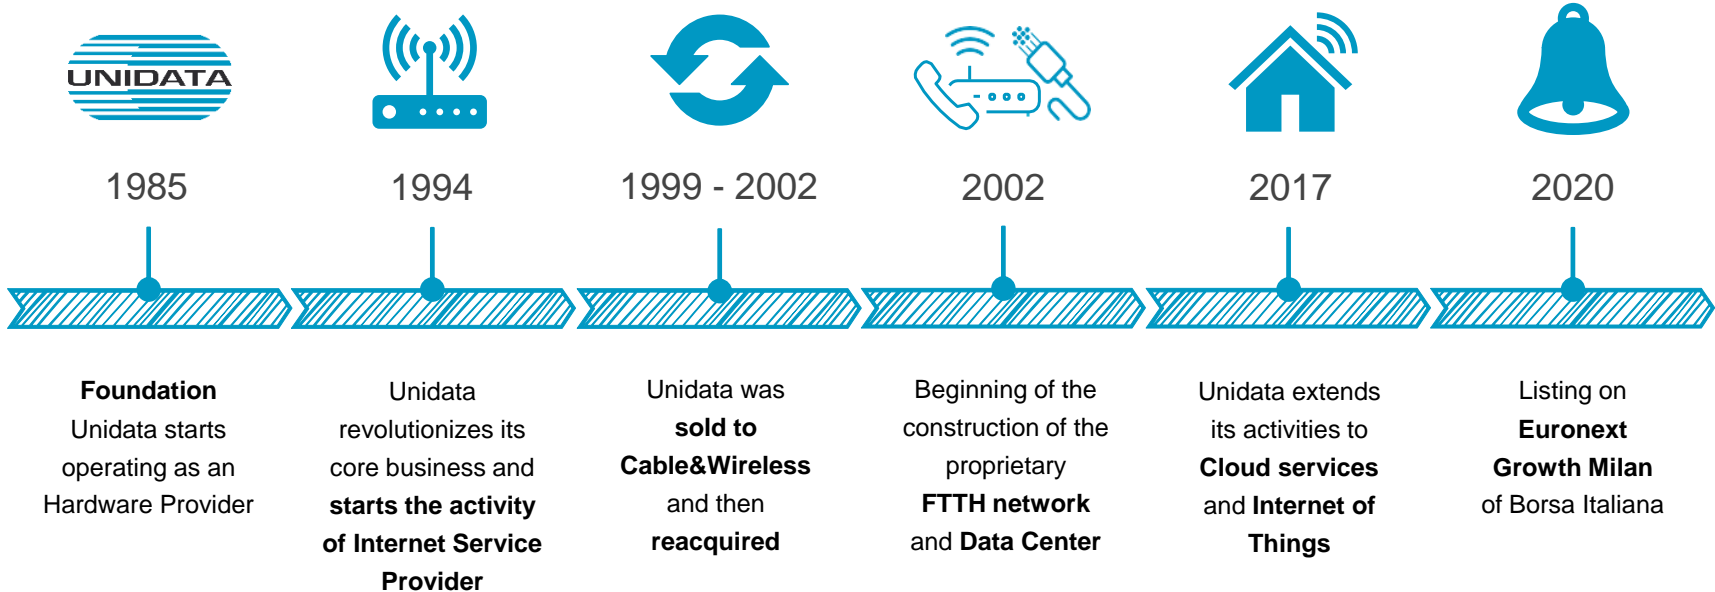 UNIDATA
1985
1994
1999 - 2002
2002
2017
2020
Foundation
Unidata starts
operating as an
Hardware Provider
Unidata
revolutionizes its
core business and
starts the activity
of Internet Service
Provider
Unidata was
sold to
Cable&Wireless
and then
reacquired
Beginning of the
construction of the
proprietary
FTTH network
and Data Center
Unidata extends
its activities to
Cloud services
and Internet of
Things
Listing on
Euronext
Growth Milan
of Borsa Italiana